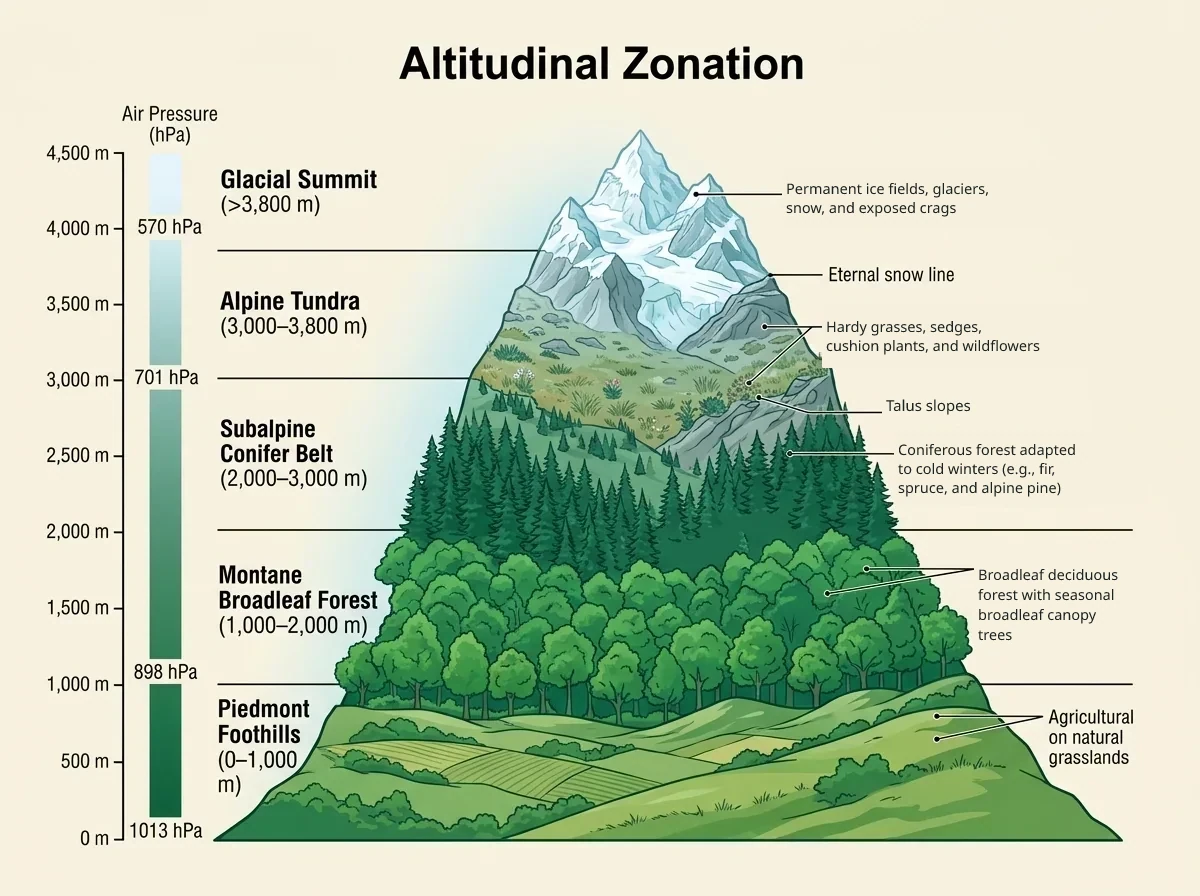 Altitudinal Zonation
Air Pressure
(hPa)
4,500 m
4,000 m
3,500 m
3,000 m
2,500 m
2,000 m
1,500 m
1,000 m
500 m
0 m
570 hPa
701 hPa
898 hPa
1013 hPa
Glacial Summit
(>3,800 m)
Alpine Tundra
(3,000–3,800 m)
Subalpine
Conifer Belt
(2,000–3,000 m)
Montane
Broadleaf Forest
(1,000–2,000 m)
Piedmont
Foothills
(0–1,000
m)
Permanent ice fields, glaciers,
snow, and exposed crags
Eternal snow line
Hardy grasses, sedges,
cushion plants, and wildflowers
Talus slopes
Coniferous forest adapted
to cold winters (e.g., fir,
spruce, and alpine pine)
Broadleaf deciduous
forest with seasonal
broadleaf canopy
trees
Agricultural
on natural
grasslands